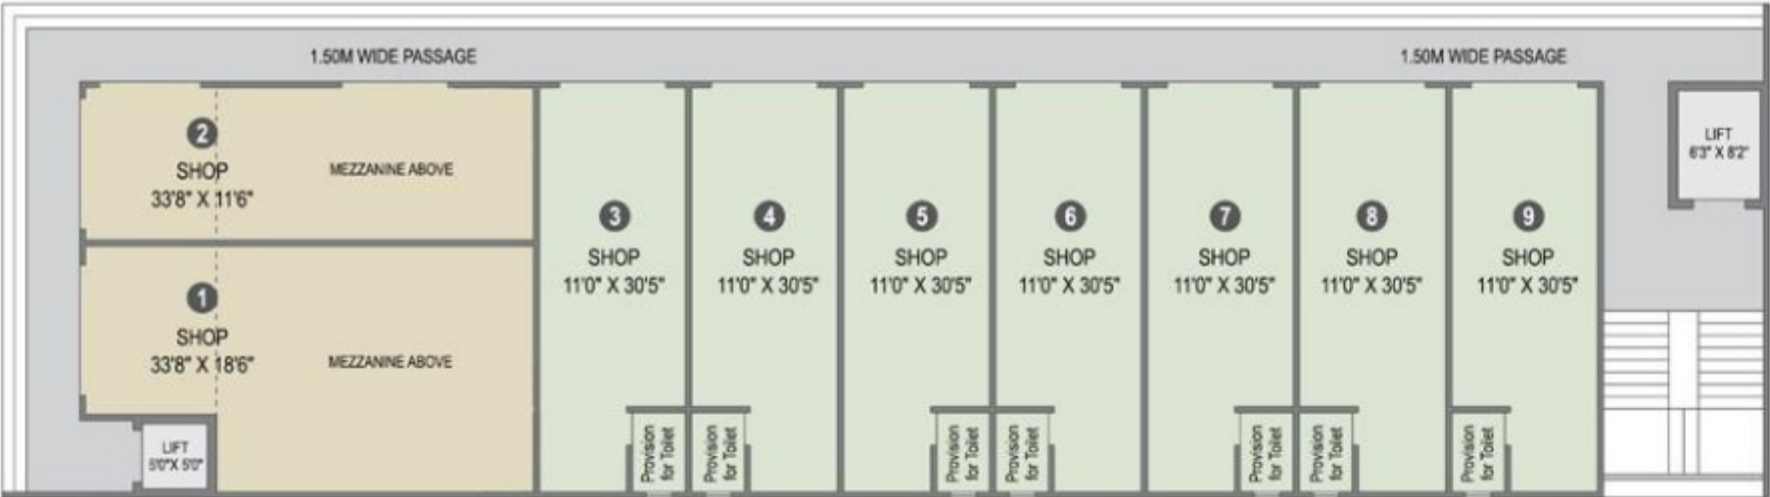 1.50M WIDE PASSAGE
1.50M WIDE PASSAGE
LIFT
6'3" X 8'2"
2
SHOP
33'8" X 11'6"
MEZZANINE ABOVE
3
SHOP
11'0" X 30'5"
4
SHOP
11'0" X 30'5"
5
SHOP
11'0" X 30'5"
6
SHOP
11'0" X 30'5"
7
SHOP
11'0" X 30'5"
8
SHOP
11'0" X 30'5"
9
SHOP
11'0" X 30'5"
1
SHOP
33'8" X 18'6"
MEZZANINE ABOVE
LIFT
5'0"X 5'0"
Provision
for Toilet
Provision
for Toilet
Provision
for Toilet
Provision
for Toilet
Provision
for Toilet
Provision
for Toilet
Provision
for Toilet